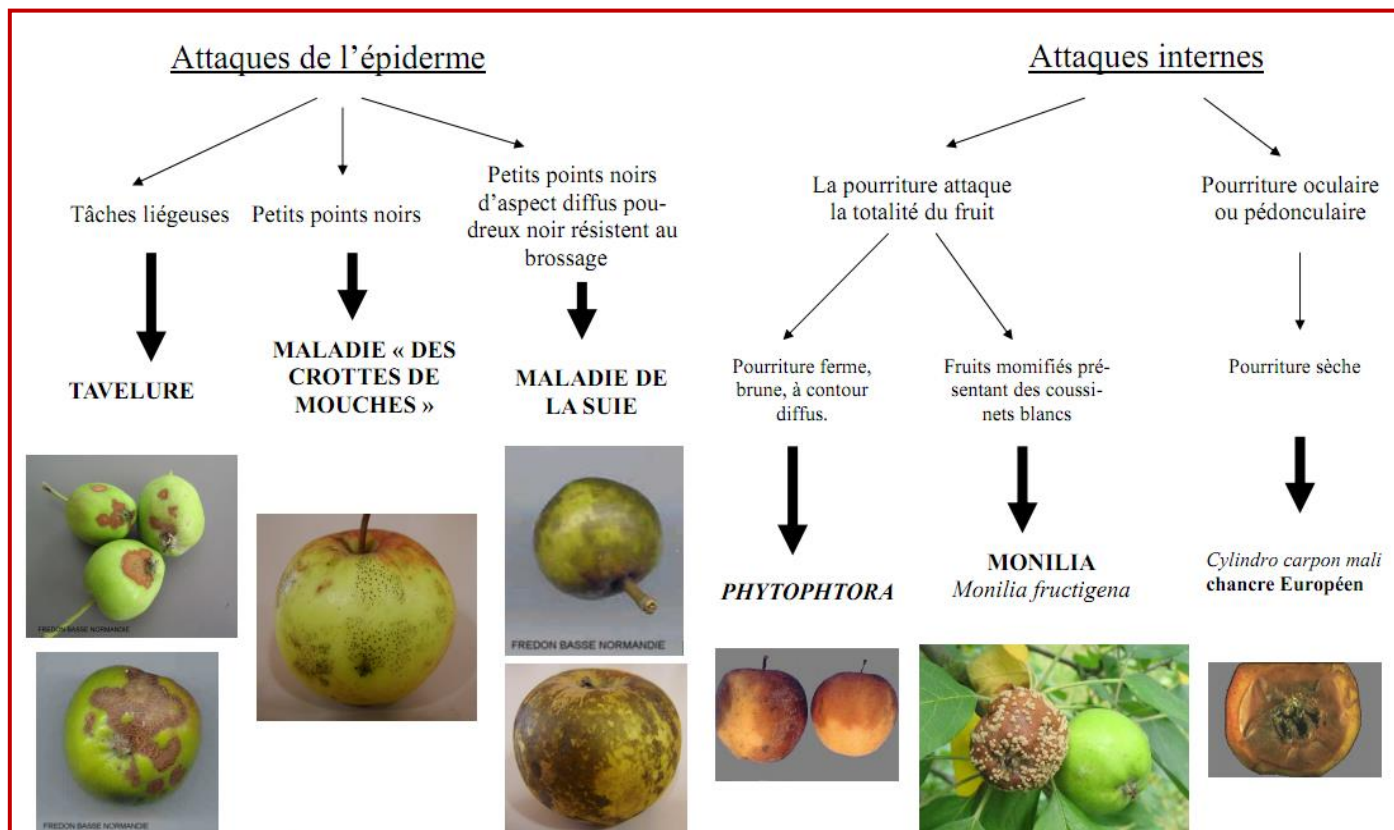 Attaques de l'épiderme
Tâches liégeuses
Petits points noirs
Petits points noirs
d'aspect diffus pou-
dreux noir résistent au
brossage
TAVELURE
MALADIE « DES
CROTTES DE
MOUCHES »
MALADIE DE
LA SUIE
FREDON BASSE NORMANDIE
FREDON BASSE NORMANDIE
FREDON BASSE NORMANDIE
Attaques internes
La pourriture attaque
la totalité du fruit
Pourriture oculaire
ou pédonculaire
Pourriture ferme,
brune, à contour
diffus.
Fruits momifiés pré-
sentant des coussi-
nets blancs
Pourriture sèche
PHYTOPHTORA
MONILIA
Monilia fructigena
Cylindro carpon mali
chancre Européen